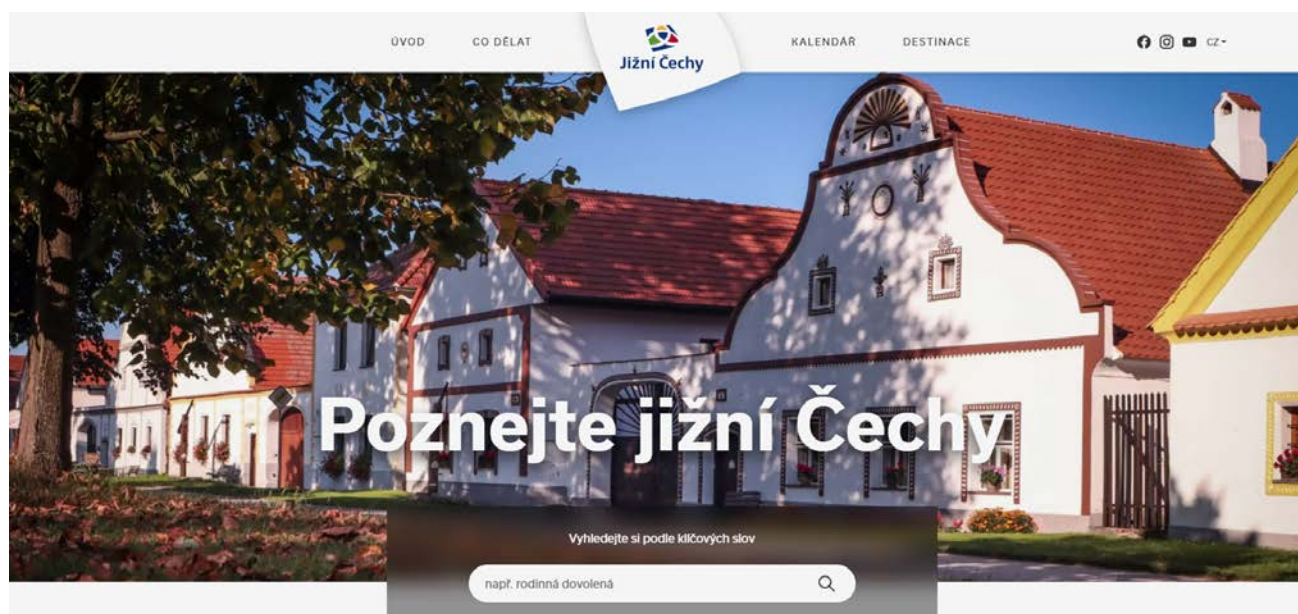 ÚVOD
CO DĚLAT
Jižní Čechy
KALENDÁŘ
DESTINACE
CZ
Poznejte jižní Čechy
Vyhledejte si podle klíčových slov
např. rodinná dovolená